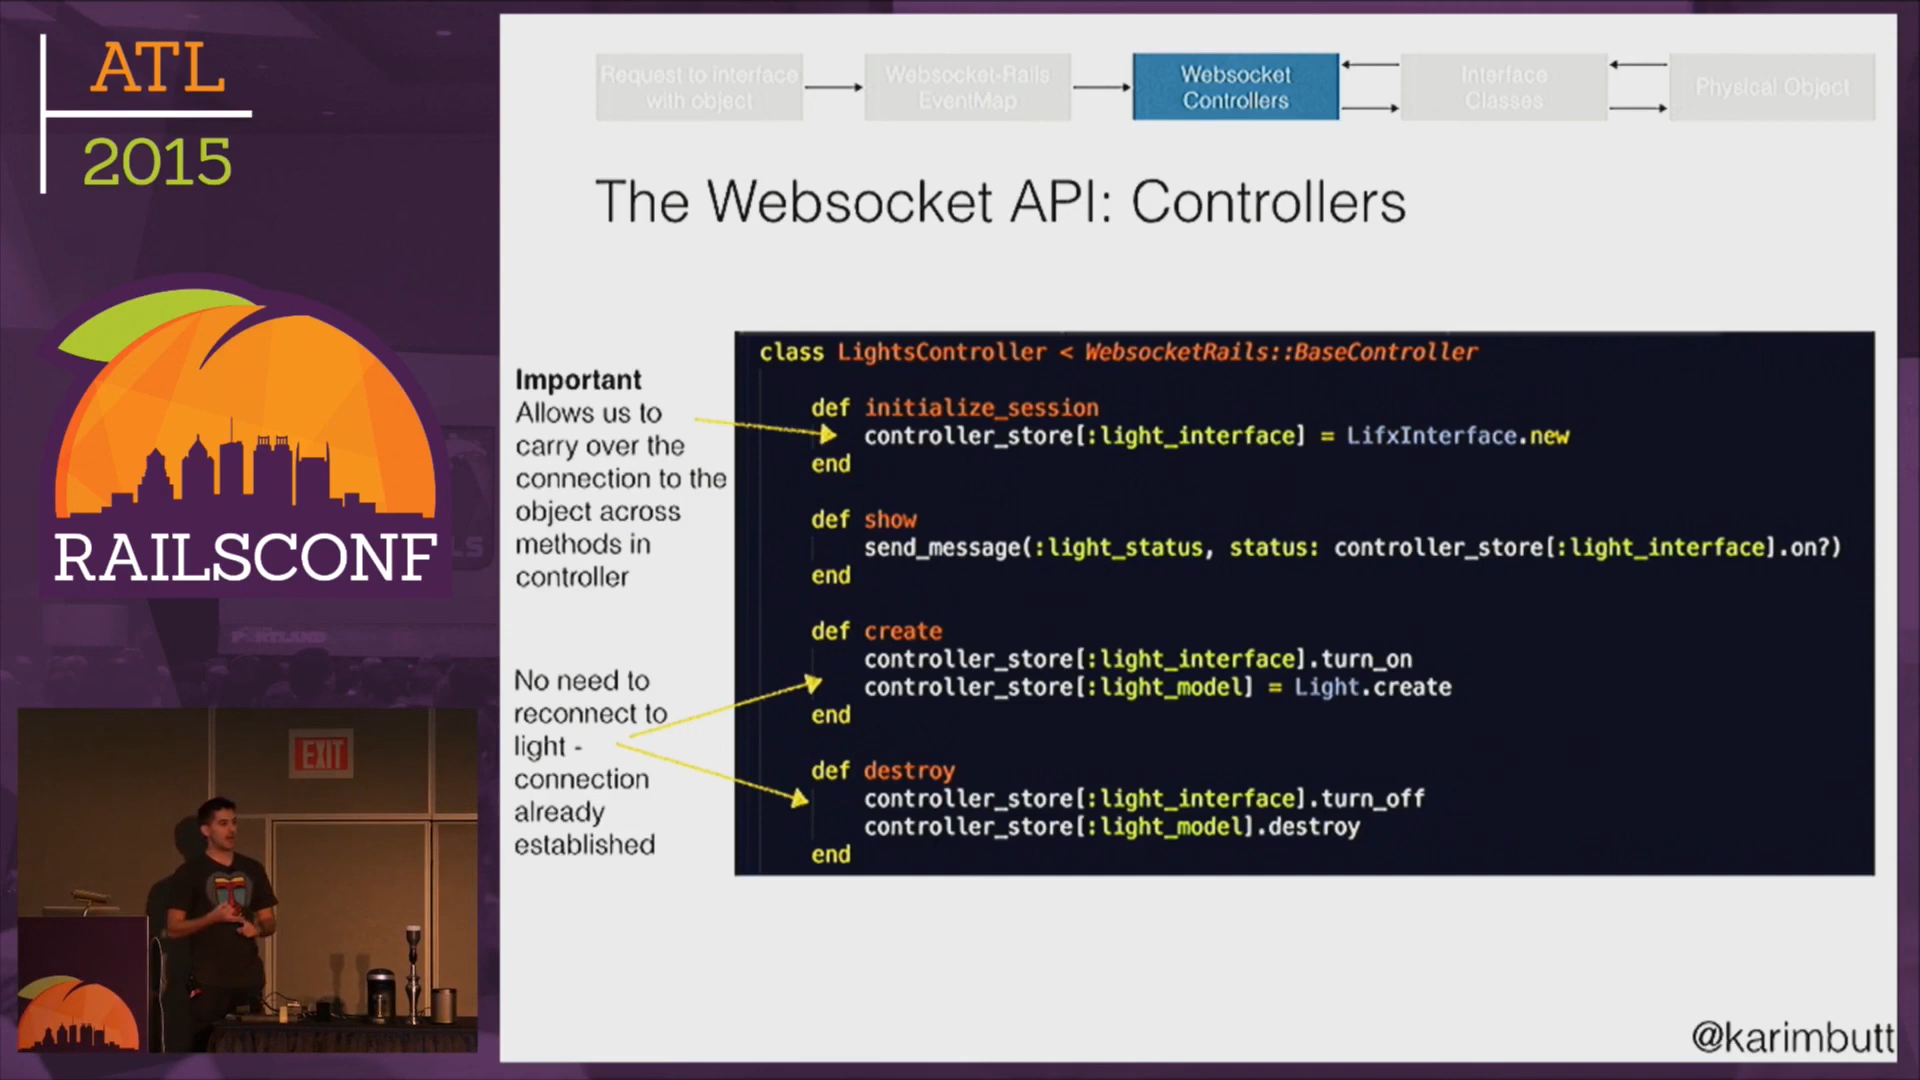 ATL
2015
RAILSCONF
EXIT
Request to interface
with object
Websocket-Rails
EventMap
Websocket
Controllers
Interface
Classes
Physical Object
The Websocket API: Controllers
Important
Allows us to
carry over the
connection to the
object across
methods in
controller
No need to
reconnect to
light -
connection
already
established
class LightsController < WebsocketRails::BaseController
def initialize_session
controller_store[:light_interface] = LifxInterface.new
end
def show
send_message(:light_status, status: controller_store[:light_interface].on?)
end
def create
controller_store[:light_interface].turn_on
controller_store[:light_model] = Light.create
end
def destroy
controller_store[:light_interface].turn_off
controller_store[:light_model].destroy
end
@karimbutt